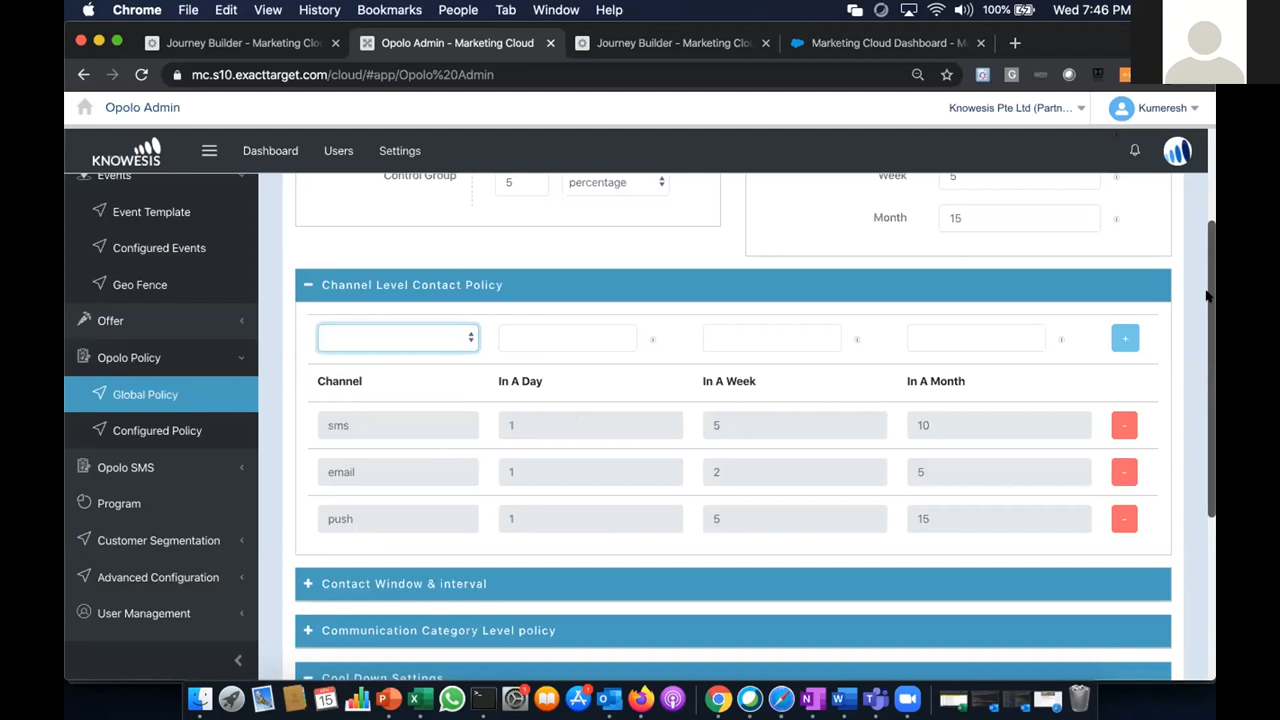 Chrome File Edit View History Bookmarks People Tab Window Help 100% Wed 7:46 PM
Journey Builder - Marketing Clo Opolo Admin - Marketing Cloud Journey Builder - Marketing Clo Marketing Cloud Dashboard - M
mc.s10.exacttarget.com/cloud/#app/Opolo%20Admin
Opolo Admin Knowesis Pte Ltd (Partn... Kumeresh
KNOWESIS Dashboard Users Settings
Events
Event Template
Configured Events
Geo Fence
Offer
Opolo Policy
Global Policy
Configured Policy
Opolo SMS
Program
Customer Segmentation
Advanced Configuration
User Management
Control Group 5 percentage
Week 5
Month 15
Channel Level Contact Policy
+
Channel In A Day In A Week In A Month
sms 1 5 10 -
email 1 2 5 -
push 1 5 15 -
Contact Window & interval
Communication Category Level policy
Cool Down Settings